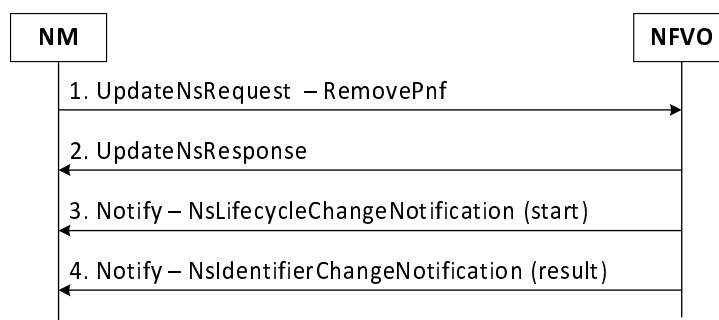 NM
NFVO
1. UpdateNsRequest – RemovePnf
2. UpdateNsResponse
3. Notify – NsLifecycleChangeNotification (start)
4. Notify – NsIdentifierChangeNotification (result)